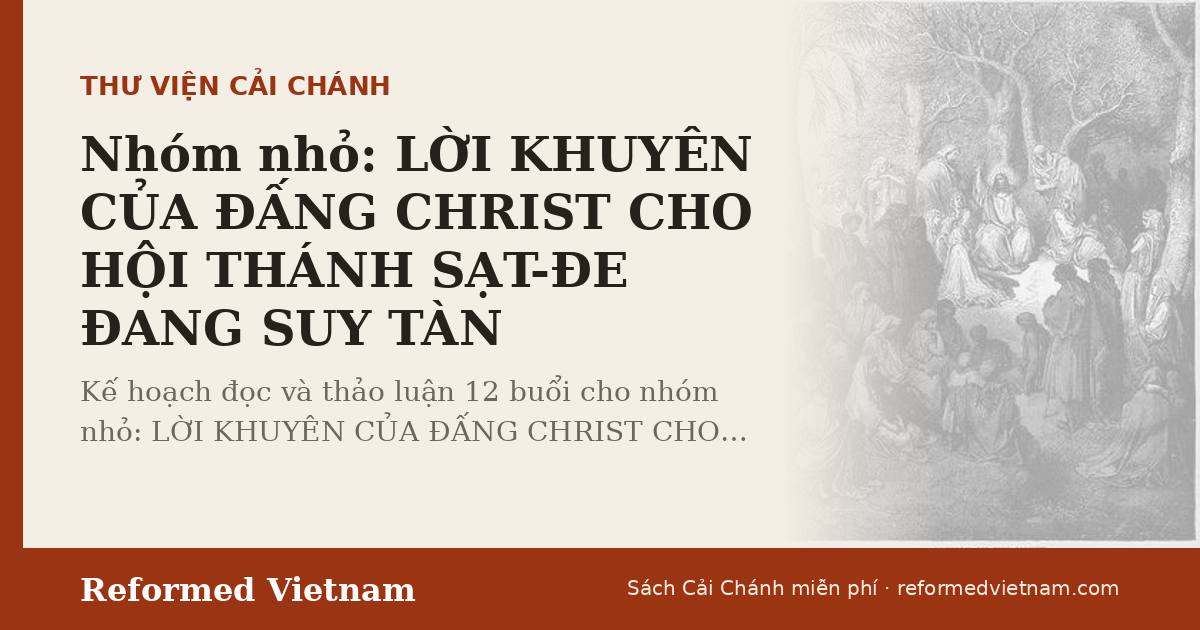 THƯ VIỆN CẢI CHÁNH
Nhóm nhỏ: LỜI KHUYÊN
CỦA ĐẤNG CHRIST CHO
HỘI THÁNH SẠT-ĐE
ĐANG SUY TÀN
Kế hoạch đọc và thảo luận 12 buổi cho nhóm
nhỏ: LỜI KHUYÊN CỦA ĐẤNG CHRIST CHO…
Reformed Vietnam
Sách Cải Chánh miễn phí · reformedvietnam.com